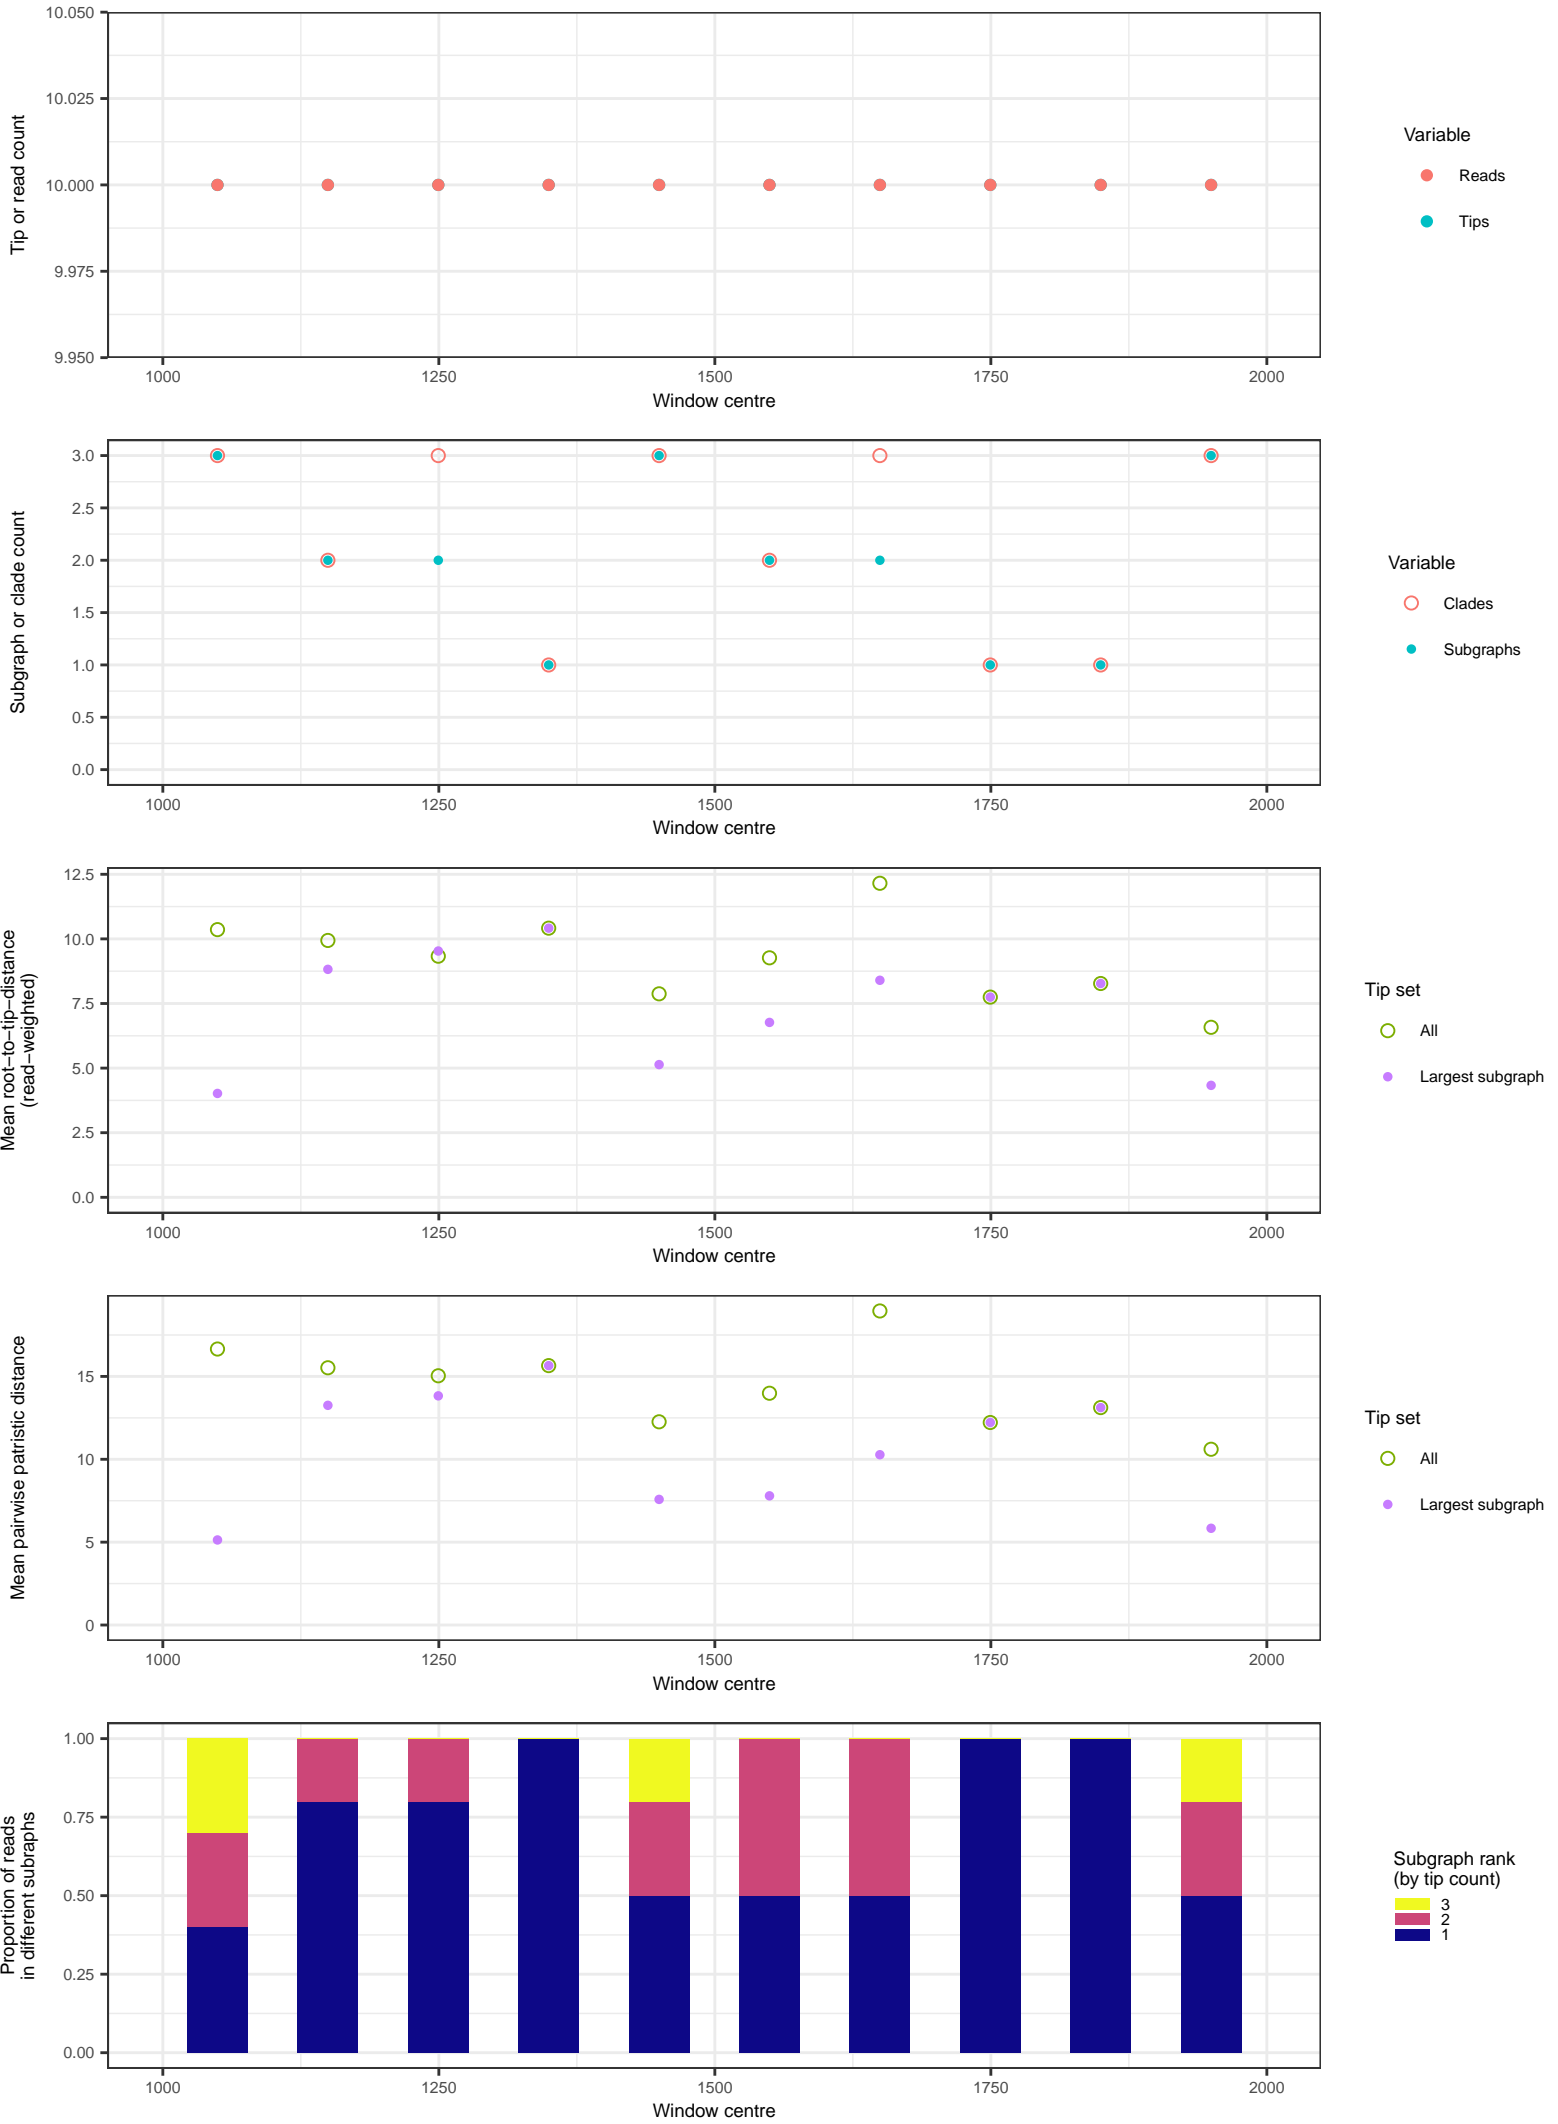 10.050
10.025
10.000
9.975
9.950
Tip or read count
1000 1250 1500 1750 2000
Window centre
Variable
Reads
Tips
3.0
2.5
2.0
1.5
1.0
0.5
0.0
Subgraph or clade count
1000 1250 1500 1750 2000
Window centre
Variable
Clades
Subgraphs
12.5
10.0
7.5
5.0
2.5
0.0
Mean root−to−tip−distance
(read−weighted)
1000 1250 1500 1750 2000
Window centre
Tip set
All
Largest subgraph
15
10
5
0
Mean pairwise patristic distance
1000 1250 1500 1750 2000
Window centre
Tip set
All
Largest subgraph
1.00
0.75
0.50
0.25
0.00
Proportion of reads
in different subraphs
1000 1250 1500 1750 2000
Window centre
Subgraph rank
(by tip count)
3
2
1